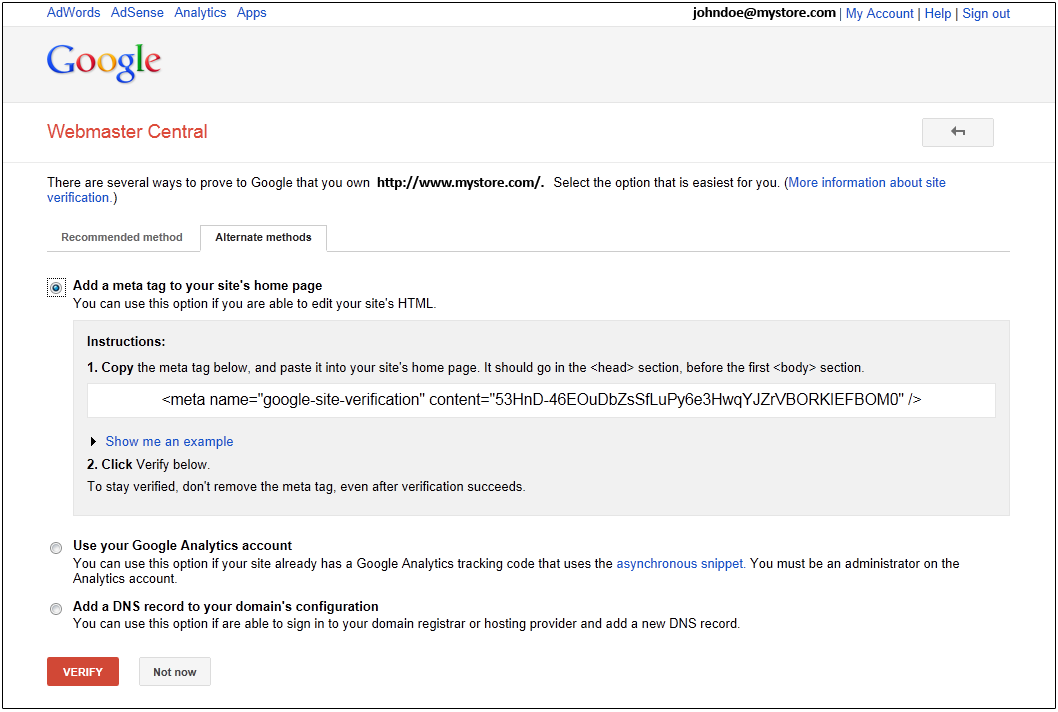 AdWords AdSense Analytics Apps johndoe@mystore.com | My Account | Help | Sign out
Google
Webmaster Central
There are several ways to prove to Google that you own http://www.mystore.com/. Select the option that is easiest for you. (More information about site
verification.)
Recommended method Alternate methods
Add a meta tag to your site's home page
You can use this option if you are able to edit your site's HTML.
Instructions:
1. Copy the meta tag below, and paste it into your site's home page. It should go in the <head> section, before the first <body> section.
<meta name="google-site-verification" content="53HnD-46EOuDbZsSfLuPy6e3HwqYJZrVBORKIEFBOM0" />
Show me an example
2. Click Verify below.
To stay verified, don't remove the meta tag, even after verification succeeds.
Use your Google Analytics account
You can use this option if your site already has a Google Analytics tracking code that uses the asynchronous snippet. You must be an administrator on the
Analytics account.
Add a DNS record to your domain's configuration
You can use this option if are able to sign in to your domain registrar or hosting provider and add a new DNS record.
VERIFY Not now